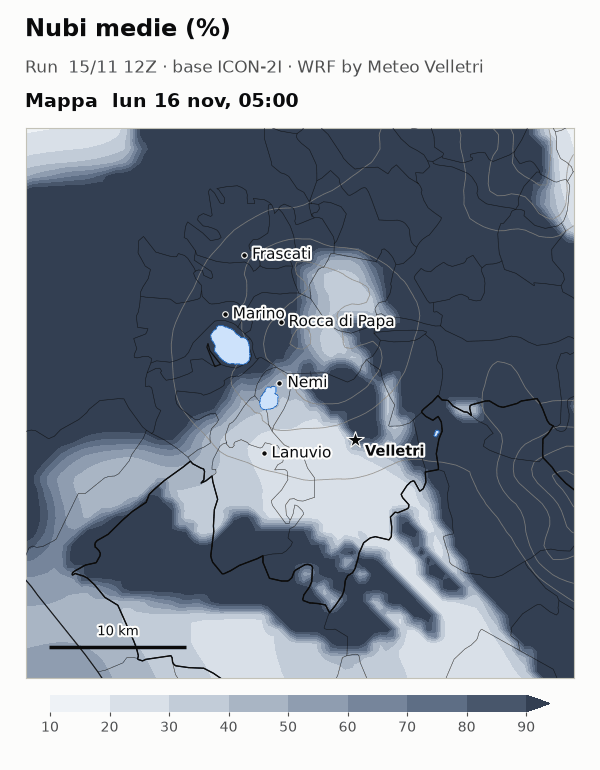 Nubi medie (%)
Run  15/11 12Z · base ICON-2I · WRF by Meteo Velletri
Mappa  lun 16 nov, 05:00
Frascati
Marino
Rocca di Papa
Nemi
Velletri
Lanuvio
10 km
10 20 30 40 50 60 70 80 90